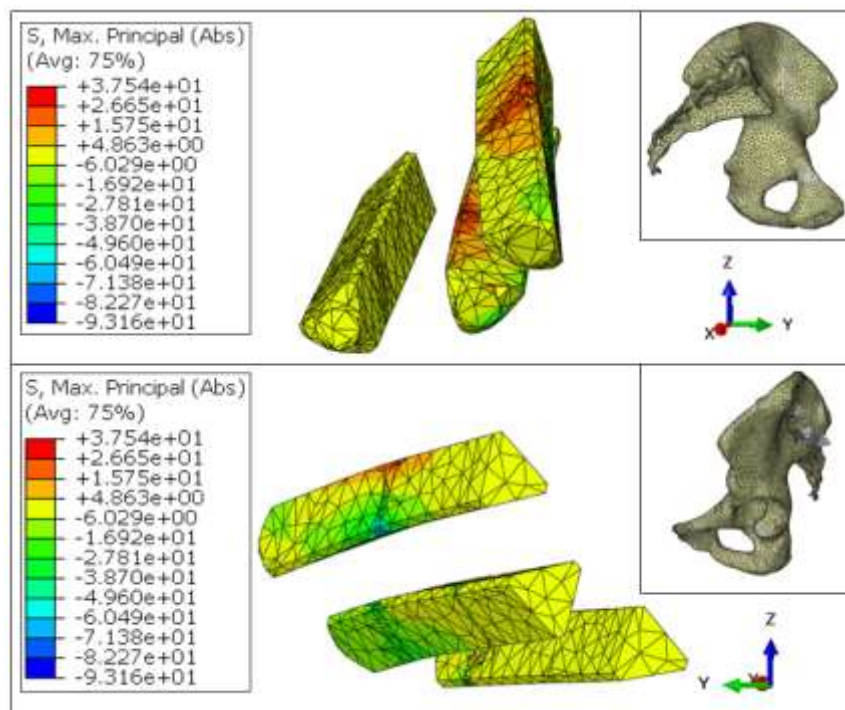 S, Max. Principal (Abs)
(Avg: 75%)
+3.754e+01
+2.665e+01
+1.575e+01
+4.863e+00
-6.029e+00
-1.692e+01
-2.781e+01
-3.870e+01
-4.960e+01
-6.049e+01
-7.138e+01
-8.227e+01
-9.316e+01
Z
X
Y
S, Max. Principal (Abs)
(Avg: 75%)
+3.754e+01
+2.665e+01
+1.575e+01
+4.863e+00
-6.029e+00
-1.692e+01
-2.781e+01
-3.870e+01
-4.960e+01
-6.049e+01
-7.138e+01
-8.227e+01
-9.316e+01
Z
Y